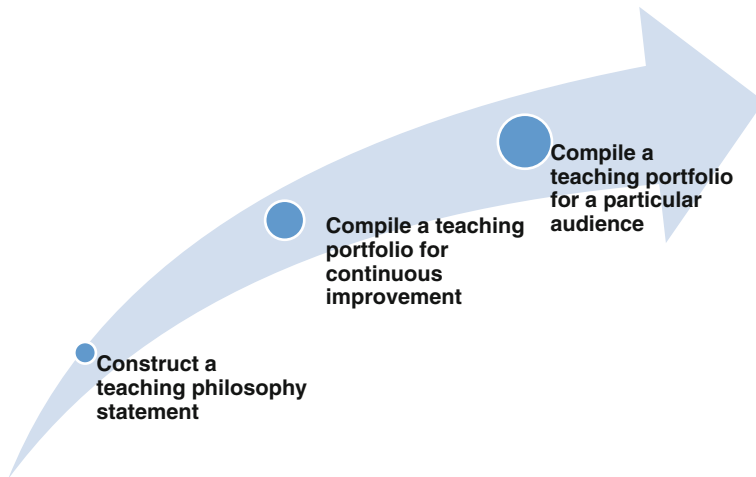 Compile a
teaching portfolio
for a particular
audience
Compile a teaching
portfolio for
continuous
improvement
Construct a
teaching philosophy
statement